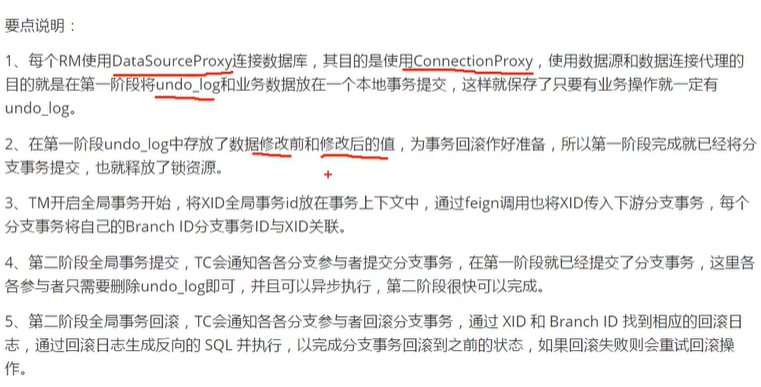 要点说明：
1、每个RM使用DataSourceProxy连接数据库，其目的是使用ConnectionProxy，使用数据源和数据连接代理的
目的就是在第一阶段将undo_log和业务数据放在一个本地事务提交，这样就保存了只要有业务操作就一定有
undo_log。
2、在第一阶段undo_log中存放了数据修改前和修改后的值，为事务回滚作好准备，所以第一阶段完成就已经将分
支事务提交，也就释放了锁资源。
3、TM开启全局事务开始，将XID全局事务id放在事务上下文中，通过feign调用也将XID传入下游分支事务，每个
分支事务将自己的Branch ID分支事务ID与XID关联。
4、第二阶段全局事务提交，TC会通知各各分支参与者提交分支事务，在第一阶段就已经提交了分支事务，这里各
各参与者只需要删除undo_log即可，并且可以异步执行，第二阶段很快可以完成。
5、第二阶段全局事务回滚，TC会通知各各分支参与者回滚分支事务，通过 XID 和 Branch ID 找到相应的回滚日
志，通过回滚日志生成反向的 SQL 并执行，以完成分支事务回滚到之前的状态，如果回滚失败则会重试回滚操
作。